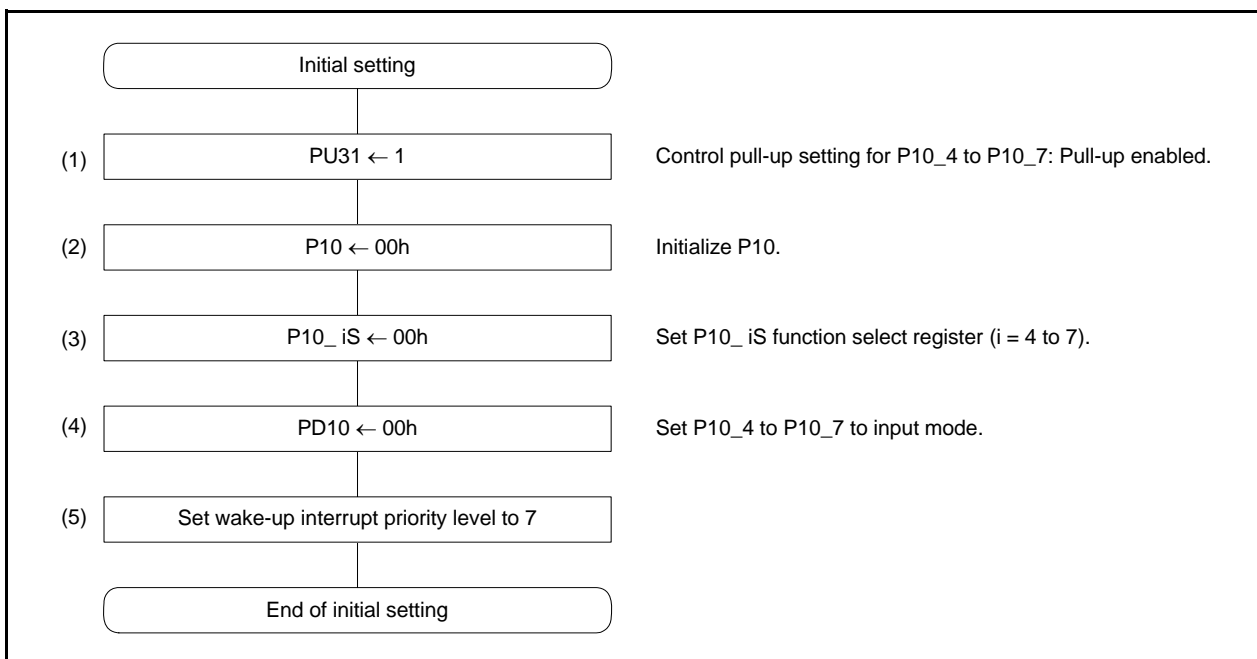 Initial setting
(1) PU31 ← 1 Control pull-up setting for P10_4 to P10_7: Pull-up enabled.
(2) P10 ← 00h Initialize P10.
(3) P10_ iS ← 00h Set P10_ iS function select register (i = 4 to 7).
(4) PD10 ← 00h Set P10_4 to P10_7 to input mode.
(5) Set wake-up interrupt priority level to 7
End of initial setting